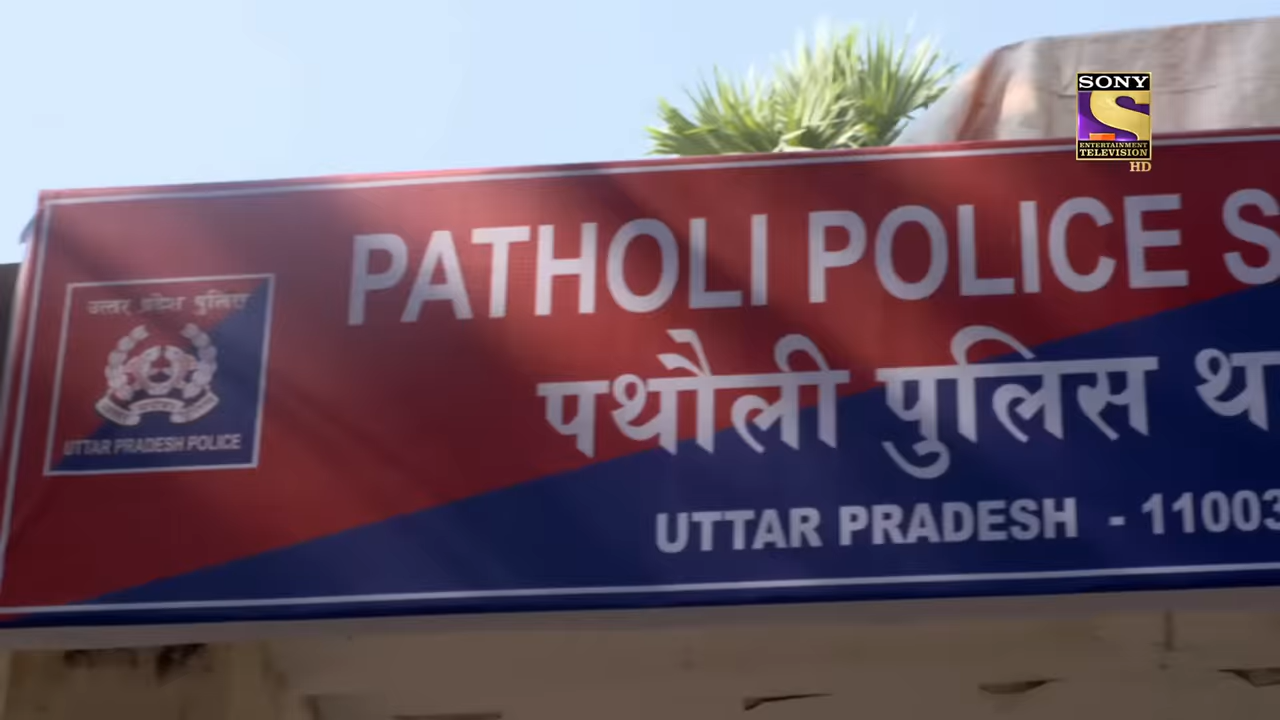 SONY
ENTERTAINMENT
TELEVISION
HD
PATHOLI POLICE S
पथौली पुलिस था
उत्तर प्रदेश पुलिस
UTTAR PRADESH POLICE
UTTAR PRADESH - 11003